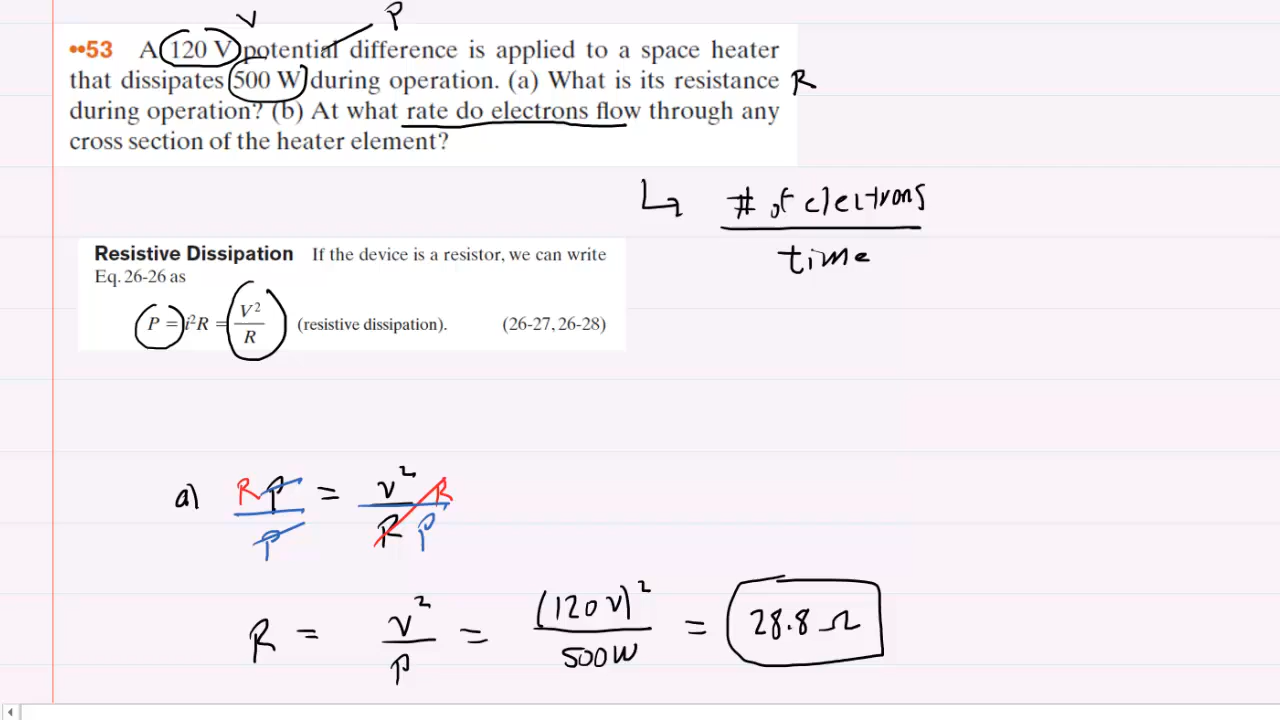 V P
••53 A 120 V potential difference is applied to a space heater
that dissipates 500 W during operation. (a) What is its resistance R
during operation? (b) At what rate do electrons flow through any
cross section of the heater element?
↳ # of electrons
time
Resistive Dissipation If the device is a resistor, we can write
Eq. 26-26 as
P = i²R = V²/R (resistive dissipation). (26-27, 26-28)
a) RP/P = V² R/R P
R = V²/P = (120 V)²/500W = 28.8 Ω